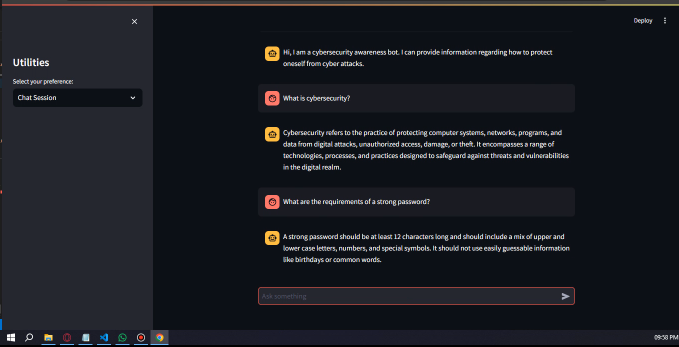 Deploy
Utilities
Select your preference:
Chat Session
Hi, I am a cybersecurity awareness bot. I can provide information regarding how to protect
oneself from cyber attacks.
What is cybersecurity?
Cybersecurity refers to the practice of protecting computer systems, networks, programs, and
data from digital attacks, unauthorized access, damage, or theft. It encompasses a range of
technologies, processes, and practices designed to safeguard against threats and vulnerabilities
in the digital realm.
What are the requirements of a strong password?
A strong password should be at least 12 characters long and should include a mix of upper and
lower case letters, numbers, and special symbols. It should not use easily guessable information
like birthdays or common words.
Ask something
09:58 PM